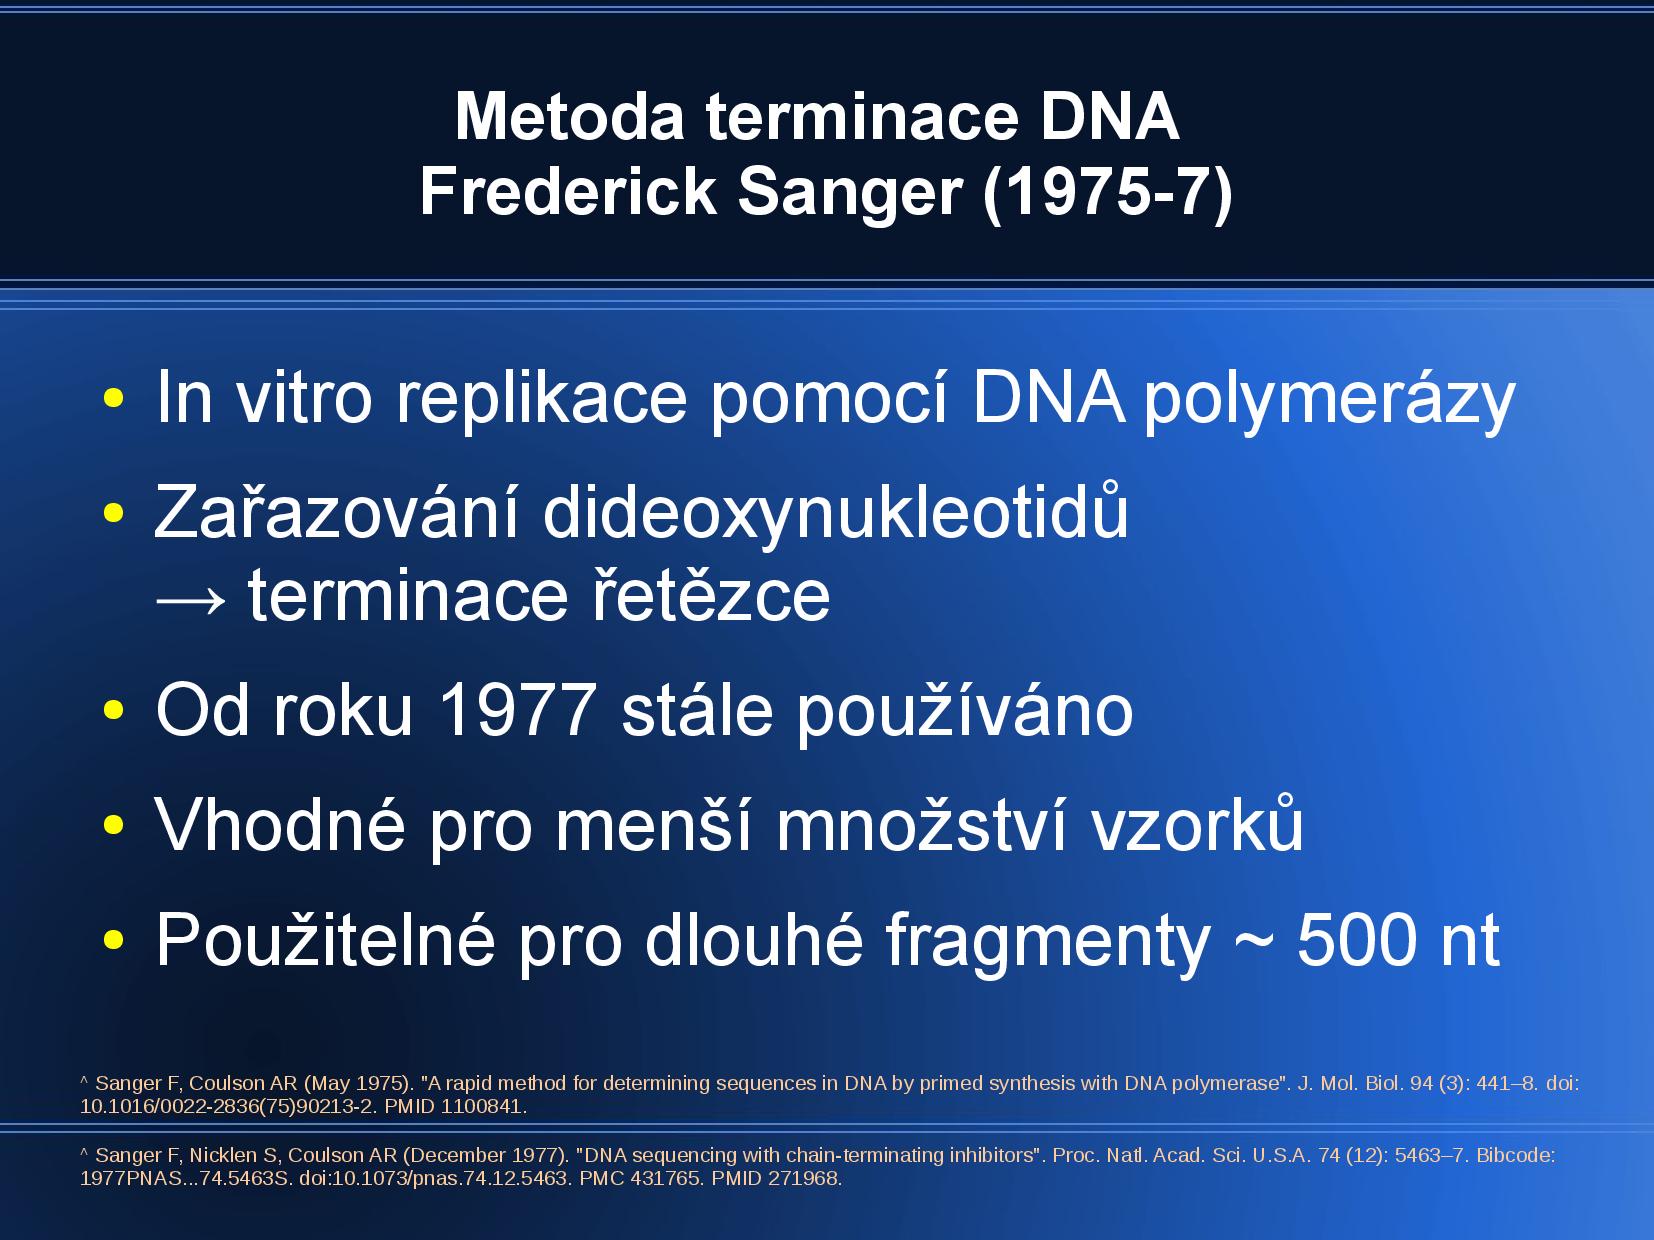 Metoda terminace DNA
Frederick Sanger (1975-7)
• In vitro replikace pomocí DNA polymerázy
• Zařazování dideoxynukleotidů
→ terminace řetězce
• Od roku 1977 stále používáno
• Vhodné pro menší množství vzorků
• Použitelné pro dlouhé fragmenty ~ 500 nt
^ Sanger F, Coulson AR (May 1975). "A rapid method for determining sequences in DNA by primed synthesis with DNA polymerase". J. Mol. Biol. 94 (3): 441–8. doi:
10.1016/0022-2836(75)90213-2. PMID 1100841.
^ Sanger F, Nicklen S, Coulson AR (December 1977). "DNA sequencing with chain-terminating inhibitors". Proc. Natl. Acad. Sci. U.S.A. 74 (12): 5463–7. Bibcode:
1977PNAS...74.5463S. doi:10.1073/pnas.74.12.5463. PMC 431765. PMID 271968.